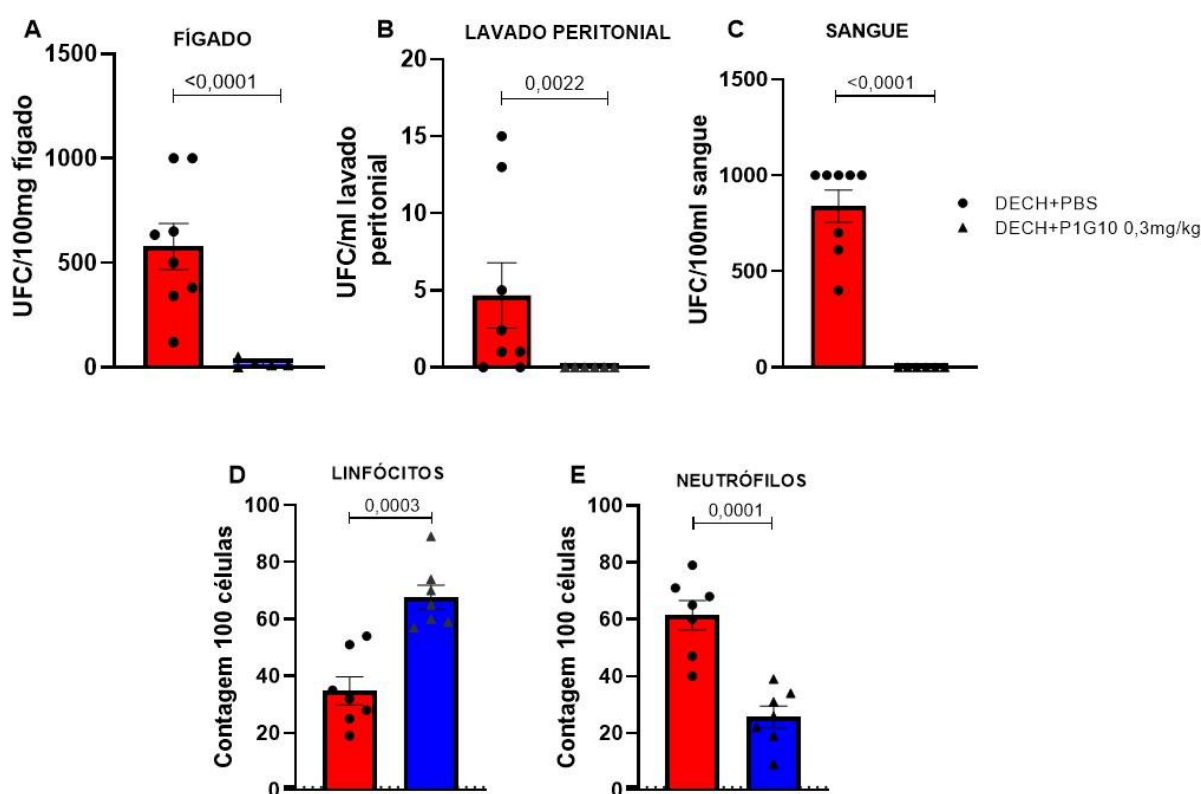 A
FÍGADO
1500
1000
500
0
UFC/100mg fígado
<0,0001
B
LAVADO PERITONIAL
20
15
10
5
0
UFC/ml lavado
peritonial
0,0022
C
SANGUE
1500
1000
500
0
UFC/100ml sangue
<0,0001
DECH+PBS
DECH+P1G10 0,3mg/kg
D
LINFÓCITOS
100
80
60
40
20
0
Contagem 100 células
0,0003
E
NEUTRÓFILOS
100
80
60
40
20
0
Contagem 100 células
0,0001